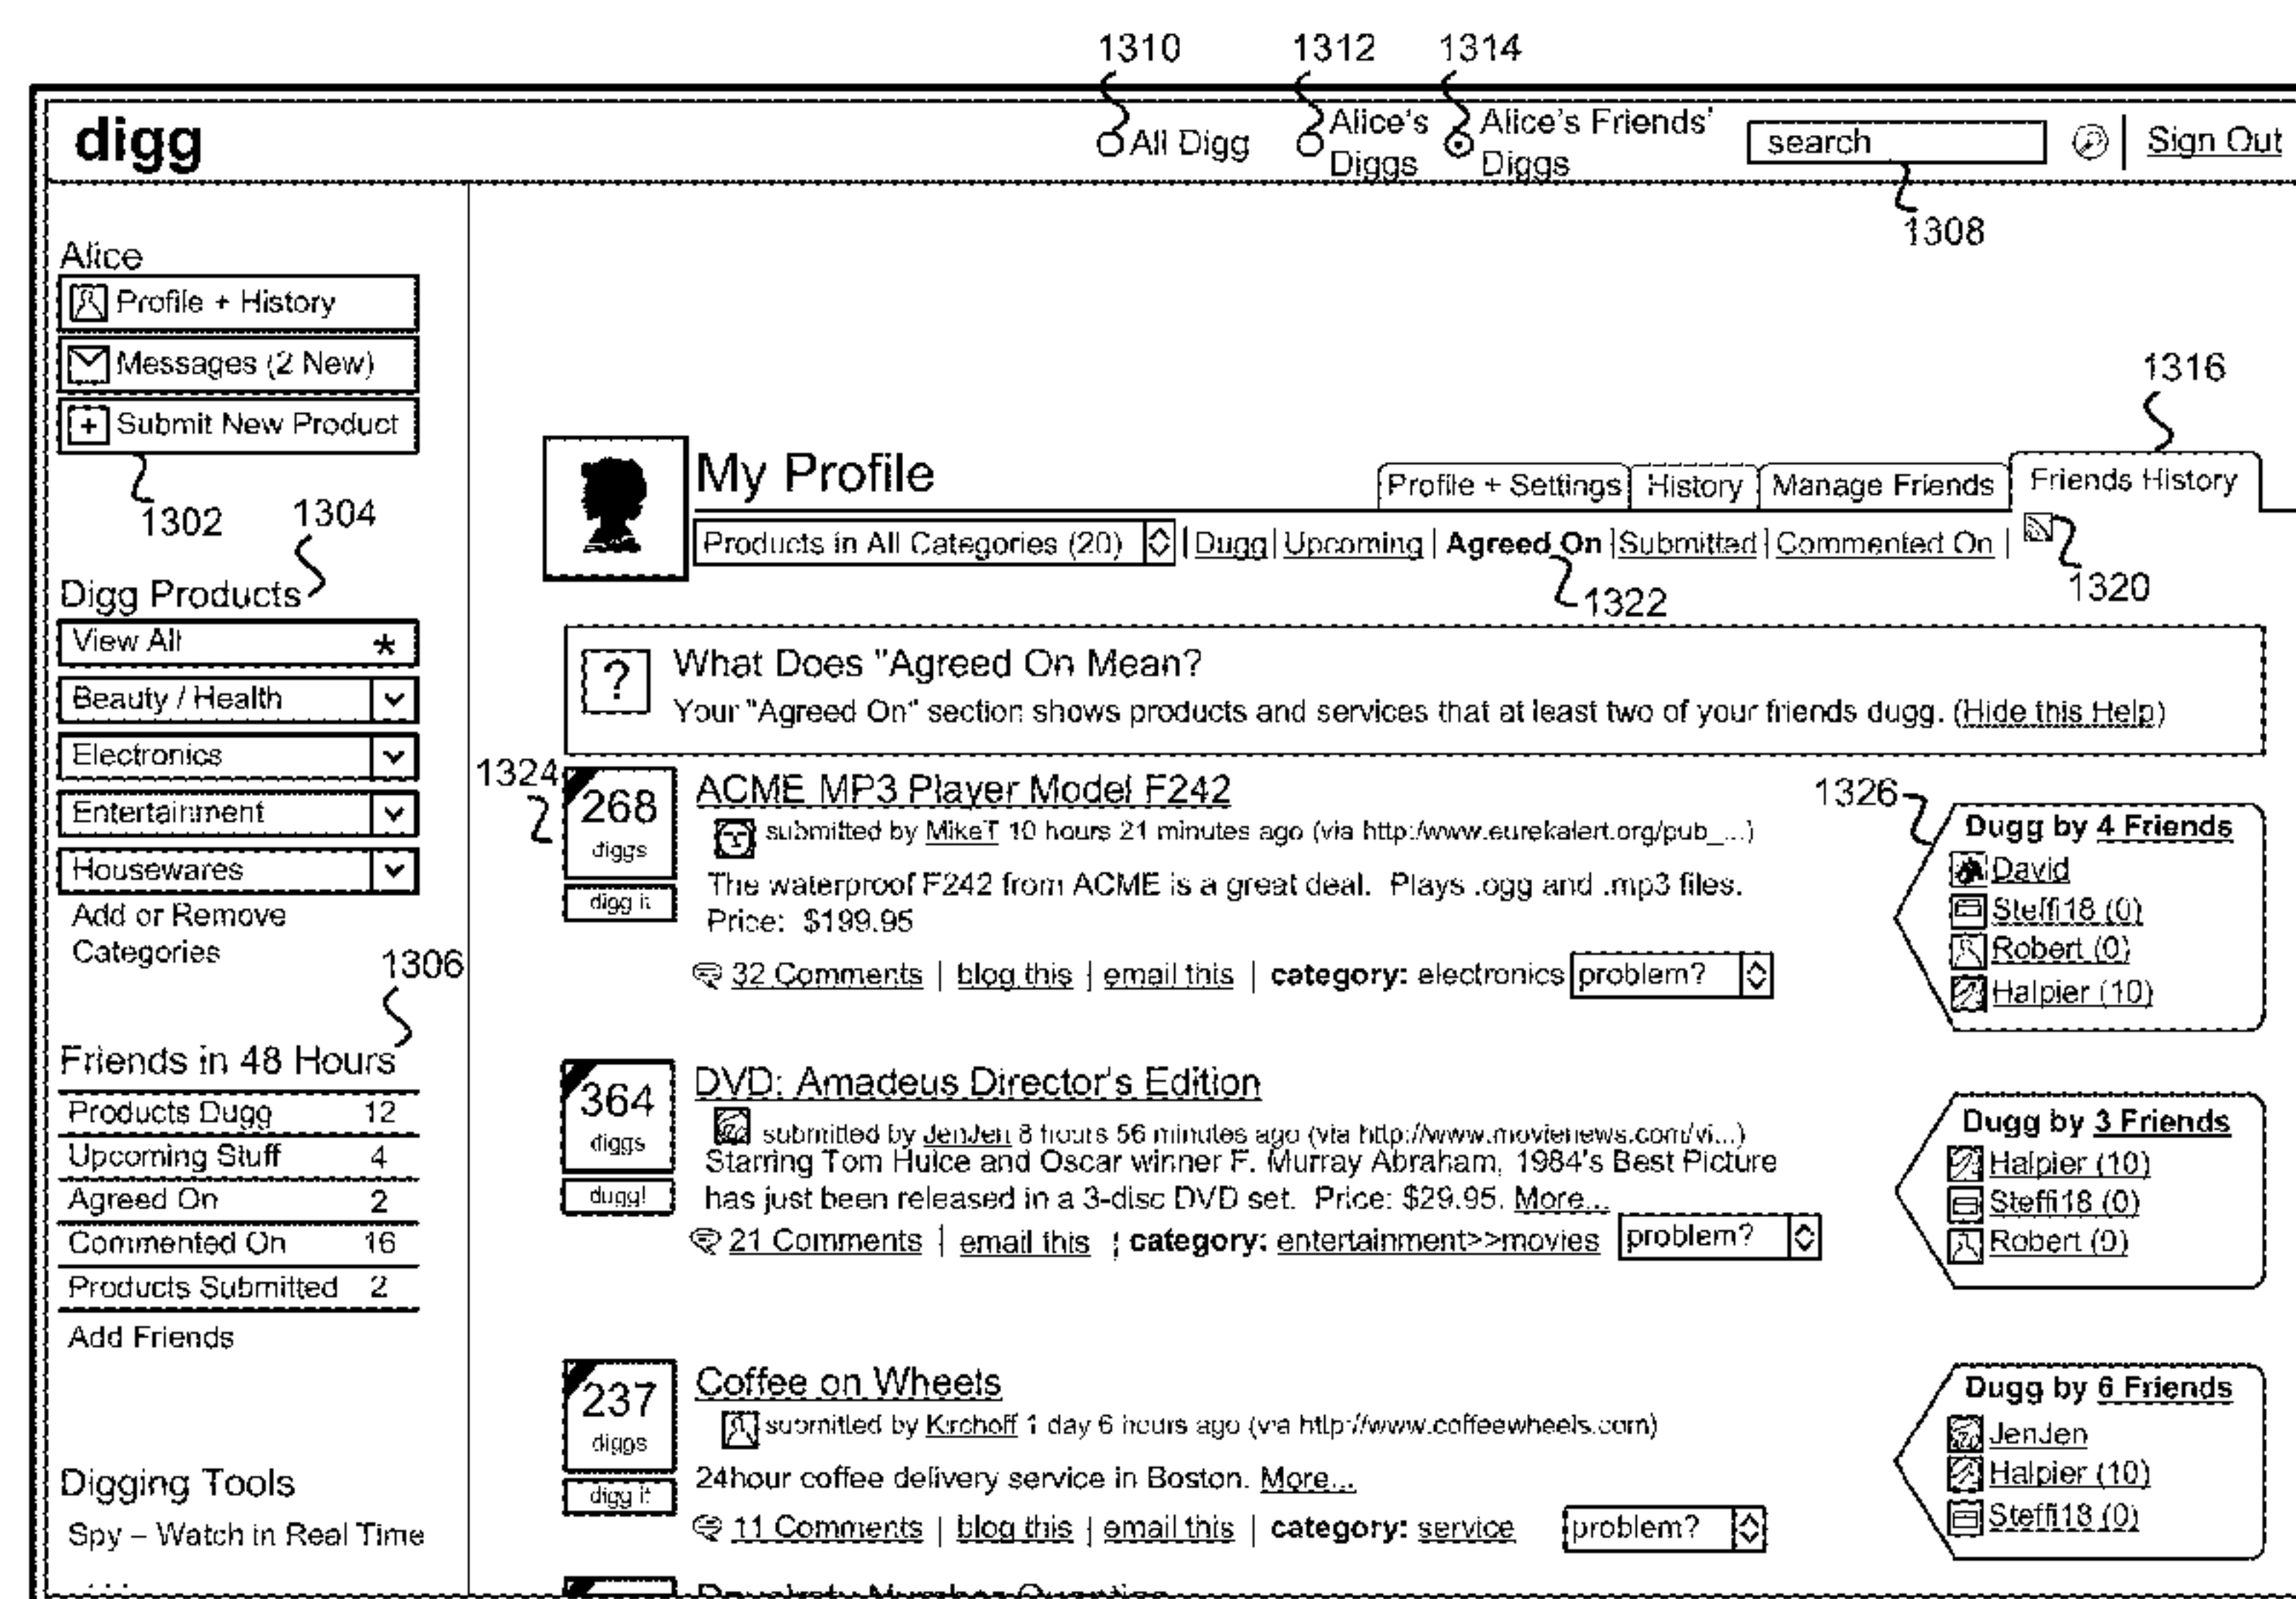 1310 1312 1314
digg
All Digg
Alice's Diggs
Alice's Friends' Diggs
search
Sign Out
1308
Alice
Profile + History
Messages (2 New)
+ Submit New Product
1302
1304
Digg Products
View All *
Beauty / Health
Electronics
Entertainment
Housewares
Add or Remove
Categories
1306
Friends in 48 Hours
Products Dugg 12
Upcoming Stuff 4
Agreed On 2
Commented On 16
Products Submitted 2
Add Friends
Digging Tools
Spy – Watch in Real Time
...
1316
My Profile
Profile + Settings History Manage Friends Friends History
Products in All Categories (20) | Dugg | Upcoming | Agreed On | Submitted | Commented On |
1322
1320
? What Does "Agreed On Mean?
Your "Agreed On" section shows products and services that at least two of your friends dugg. (Hide this Help)
1324
268
diggs
digg it
ACME MP3 Player Model F242
submitted by MikeT 10 hours 21 minutes ago (via http:/www.eurekalert.org/pub_...)
The waterproof F242 from ACME is a great deal. Plays .ogg and .mp3 files.
Price: $199.95
32 Comments | blog this | email this | category: electronics problem?
1326
Dugg by 4 Friends
David
Steffi18 (0)
Robert (0)
Halpier (10)
364
diggs
dugg!
DVD: Amadeus Director's Edition
submitted by JenJen 8 hours 56 minutes ago (via http://www.movienews.com/vi...)
Starring Tom Hulce and Oscar winner F. Murray Abraham, 1984's Best Picture
has just been released in a 3-disc DVD set. Price: $29.95. More...
21 Comments | email this | category: entertainment>>movies problem?
Dugg by 3 Friends
Halpier (10)
Steffi18 (0)
Robert (0)
237
diggs
digg it
Coffee on Wheels
submitted by Kirchoff 1 day 6 hours ago (via http://www.coffeewheels.com)
24hour coffee delivery service in Boston. More...
11 Comments | blog this | email this | category: service problem?
Dugg by 6 Friends
JenJen
Halpier (10)
Steffi18 (0)